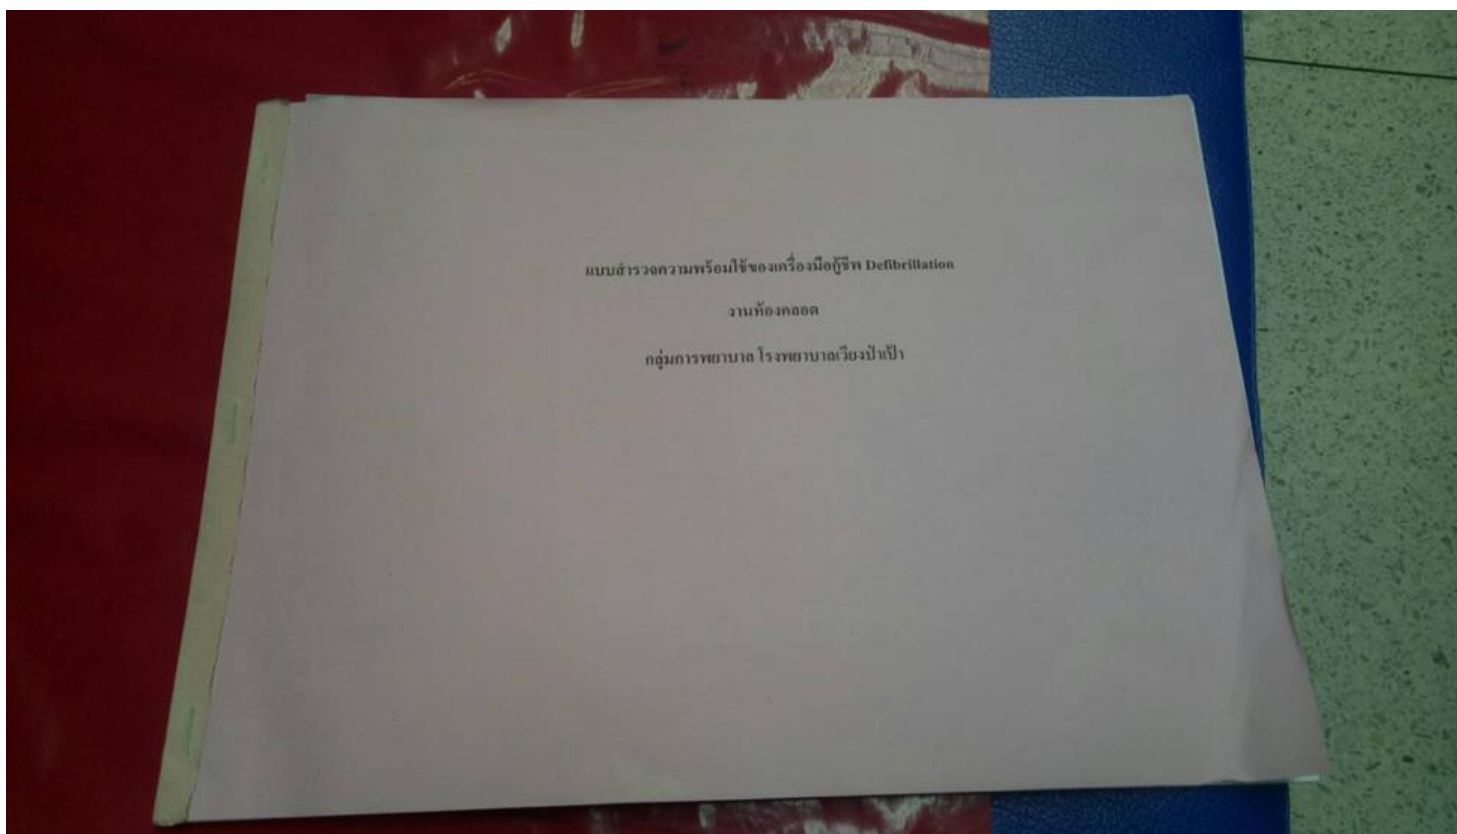 แบบสำรวจความพร้อมใช้ของเครื่องมือกู้ชีพ Defibrillation
งานห้องคลอด
กลุ่มการพยาบาล โรงพยาบาลเวียงป่าเป้า